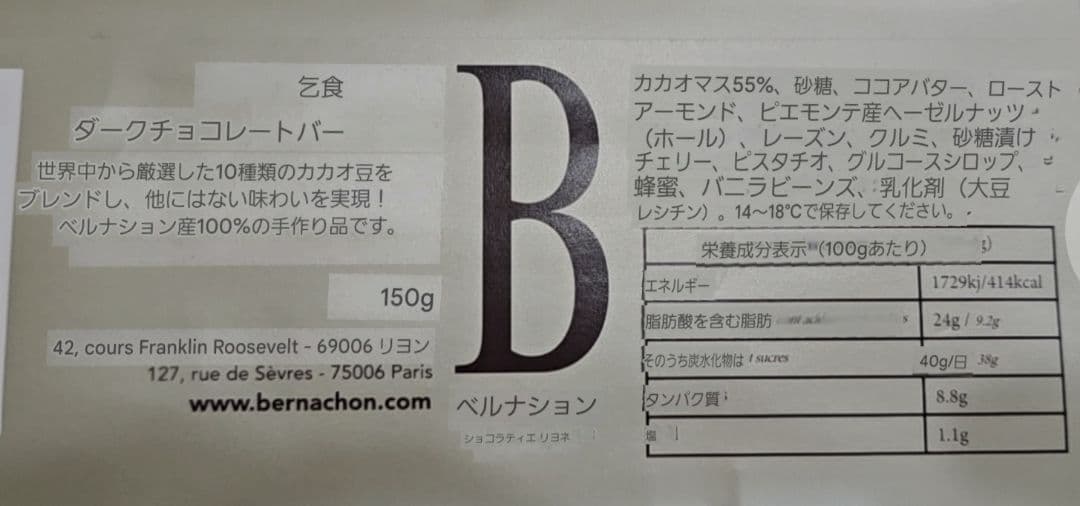 乞食
ダークチョコレートバー
世界中から厳選した10種類のカカオ豆を
ブレンドし、他にはない味わいを実現!
ベルナション産100%の手作り品です。
150g
42, cours Franklin Roosevelt - 69006 リヨン
127, rue de Sèvres - 75006 Paris
www.bernachon.com
B
ベルナション
ショコラティエ リヨネ
カカオマス55%、砂糖、ココアバター、ロースト
アーモンド、ピエモンテ産ヘーゼルナッツ
(ホール)、レーズン、クルミ、砂糖漬け
チェリー、ピスタチオ、グルコースシロップ、
蜂蜜、バニラビーンズ、乳化剤(大豆
レシチン)。14〜18℃で保存してください。
栄養成分表示 (100gあたり)
エネルギー 1729kj/414kcal
脂肪酸を含む脂肪 24g / 9.2g
そのうち炭水化物は / sucres 40g/日 38g
タンパク質 8.8g
塩 1.1g